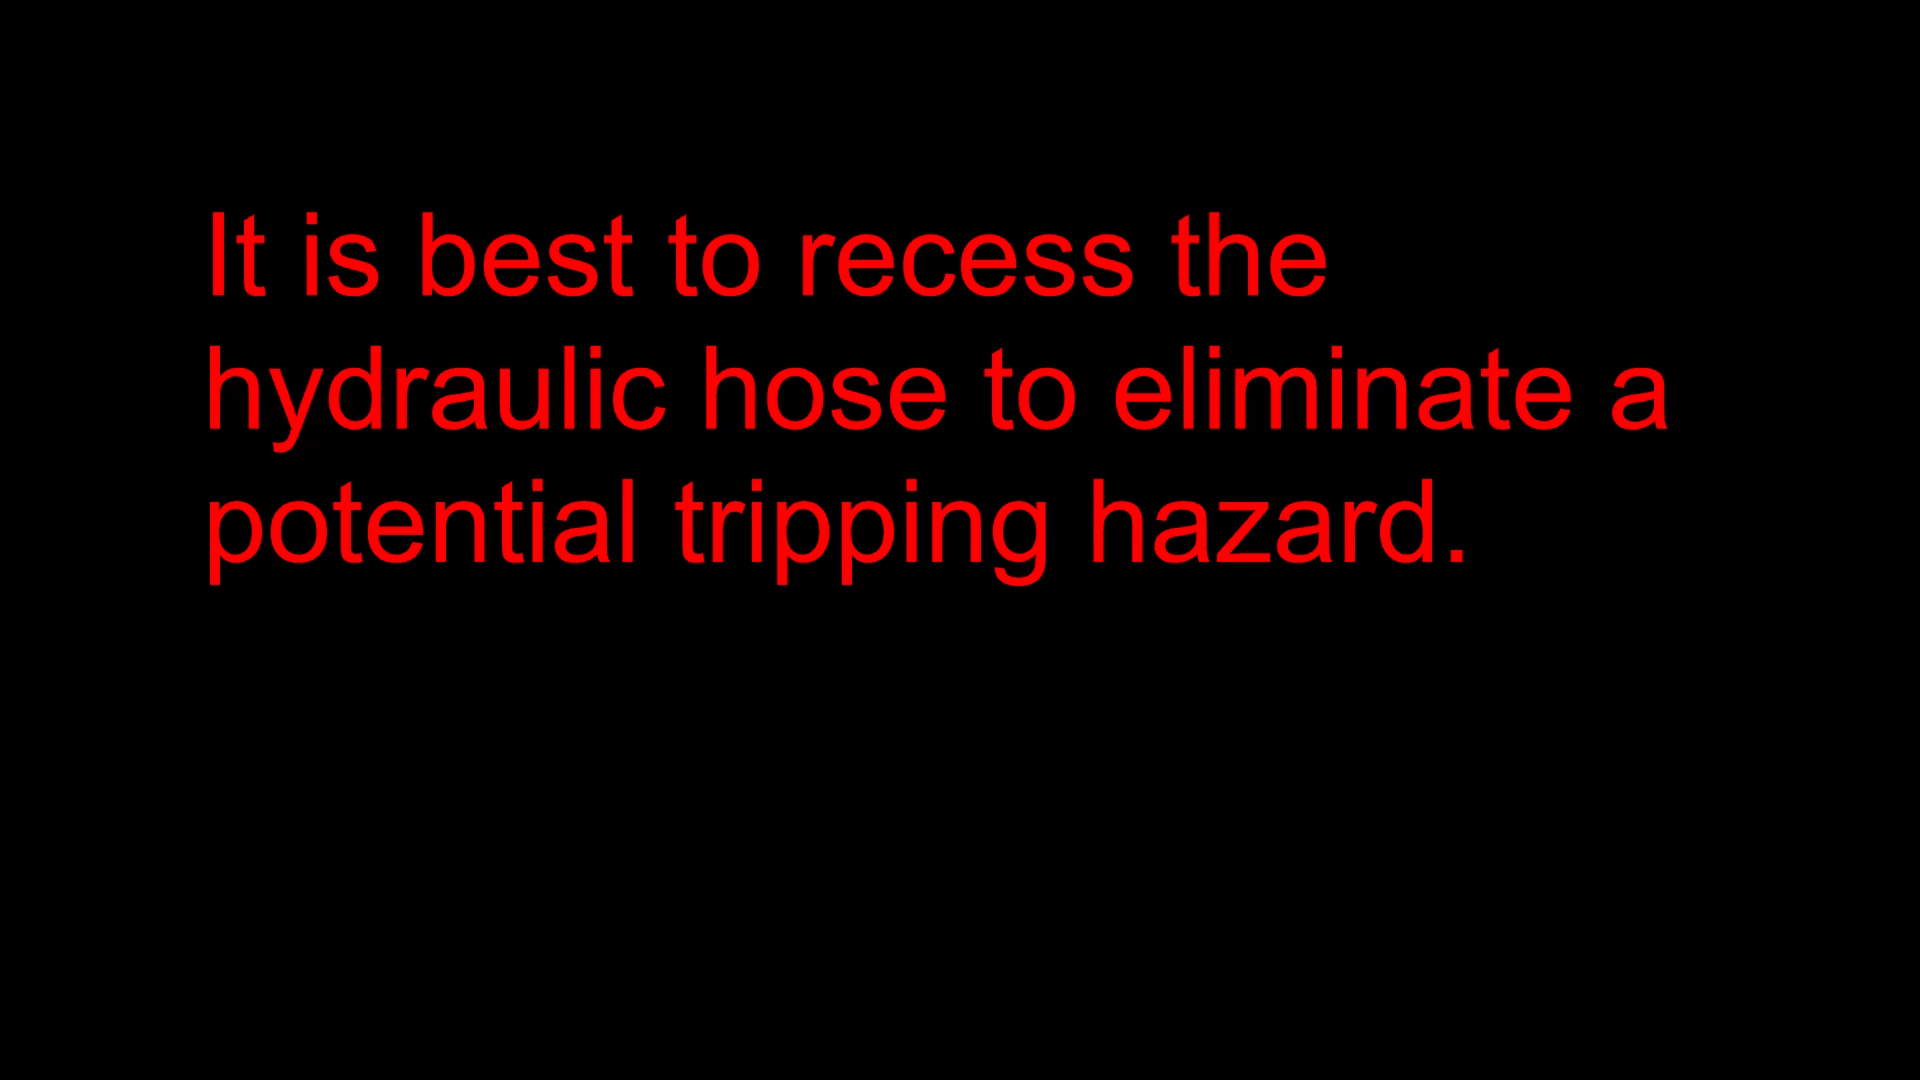 It is best to recess the
hydraulic hose to eliminate a
potential tripping hazard.